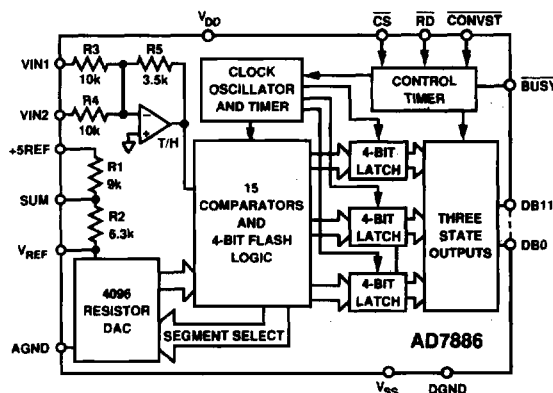 V_DD
CS
RD
CONVST
VIN1
R3
10k
R5
3.5k
VIN2
R4
10k
T/H
CLOCK
OSCILLATOR
AND TIMER
CONTROL
TIMER
BUSY
+5REF
R1
9k
SUM
R2
6.3k
V_REF
15
COMPARATORS
AND
4-BIT FLASH
LOGIC
4-BIT
LATCH
4-BIT
LATCH
4-BIT
LATCH
THREE
STATE
OUTPUTS
DB11
DB0
4096
RESISTOR
DAC
SEGMENT SELECT
AGND
AD7886
V_SS
DGND